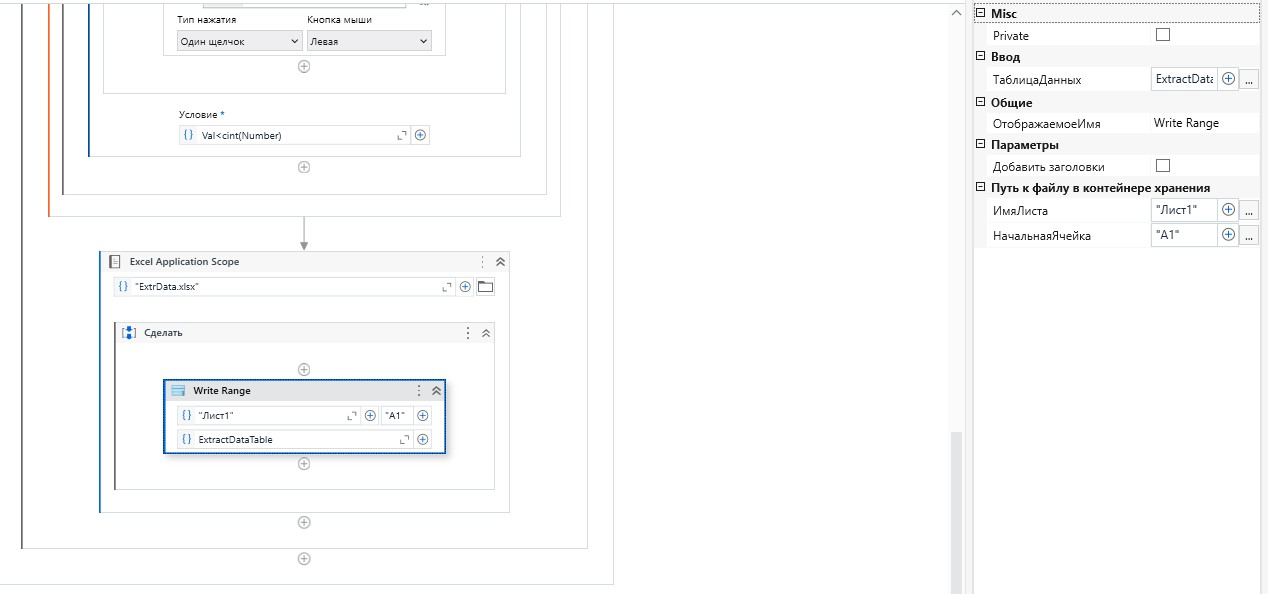 Тип нажатия Кнопка мыши
Один щелчок Левая
Условие *
{} Val<cint(Number)
Excel Application Scope
{} "ExtrData.xlsx"
Сделать
Write Range
{} "Лист1" "A1"
{} ExtractDataTable
Misc
Private
Ввод
ТаблицаДанных ExtractData ...
Общие
ОтображаемоеИмя Write Range
Параметры
Добавить заголовки
Путь к файлу в контейнере хранения
ИмяЛиста "Лист1" ...
НачальнаяЯчейка "A1" ...